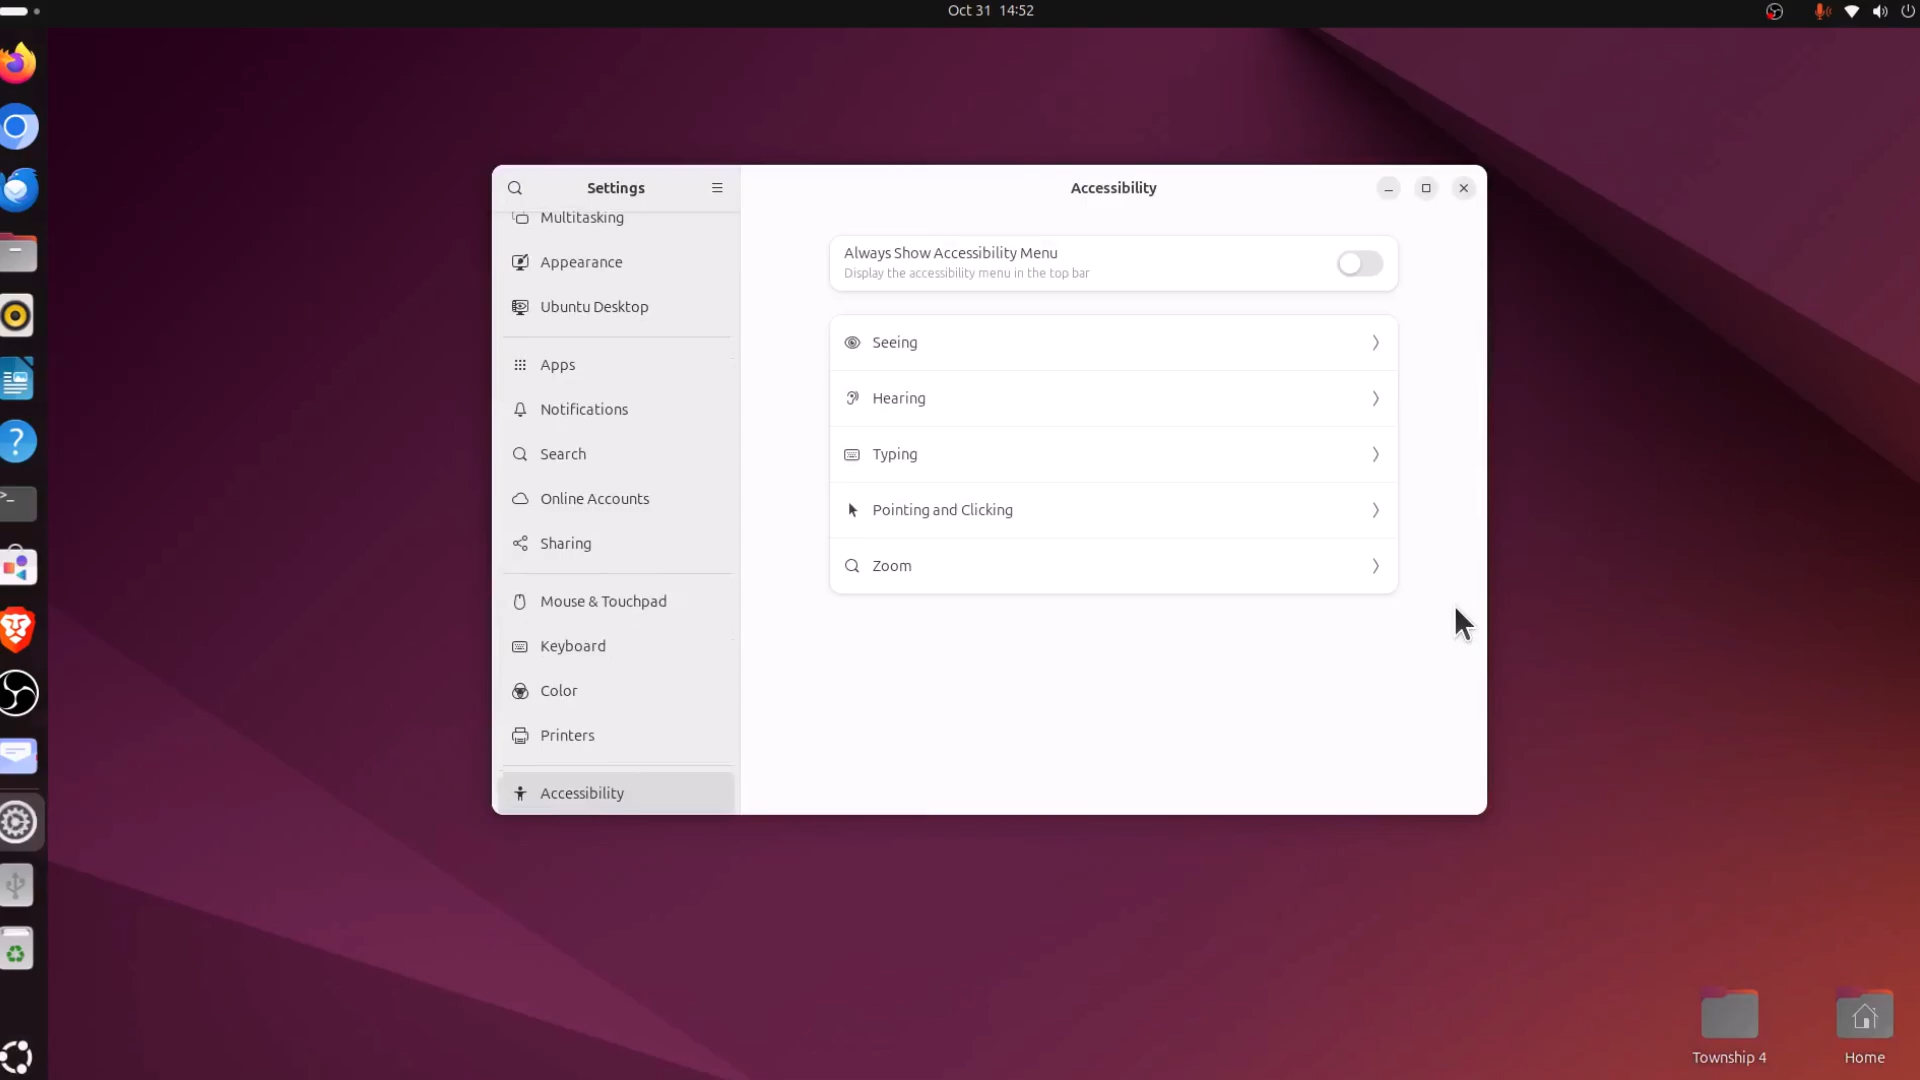 Oct 31 14:52
Settings
Accessibility
Multitasking
Appearance
Ubuntu Desktop
Apps
Notifications
Search
Online Accounts
Sharing
Mouse & Touchpad
Keyboard
Color
Printers
Accessibility
Always Show Accessibility Menu
Display the accessibility menu in the top bar
Seeing
Hearing
Typing
Pointing and Clicking
Zoom
Township 4
Home